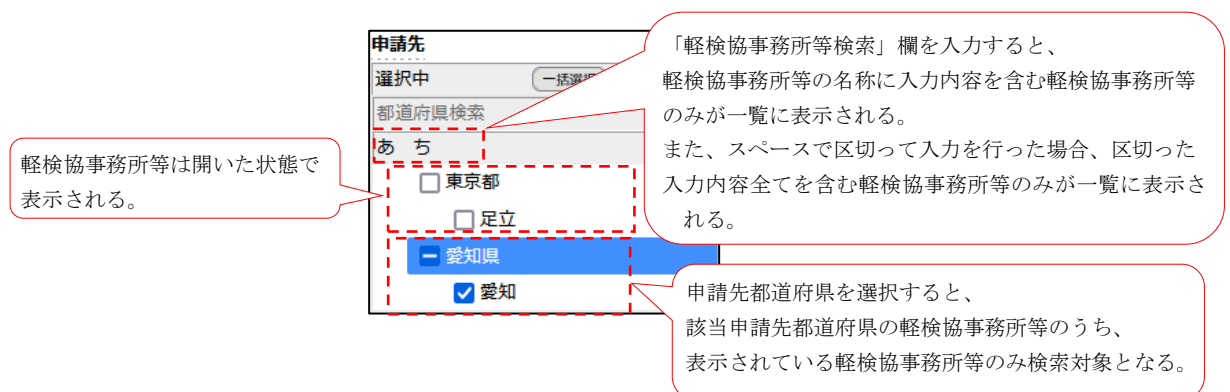 申請先
選択中
一括選択
都道府県検索
あ ち
東京都
足立
愛知県
愛知
軽検協事務所等は開いた状態で
表示される。
「軽検協事務所等検索」欄を入力すると、
軽検協事務所等の名称に入力内容を含む軽検協事務所等
のみが一覧に表示される。
また、スペースで区切って入力を行った場合、区切った
入力内容全てを含む軽検協事務所等のみが一覧に表示さ
れる。
申請先都道府県を選択すると、
該当申請先都道府県の軽検協事務所等のうち、
表示されている軽検協事務所等のみ検索対象となる。